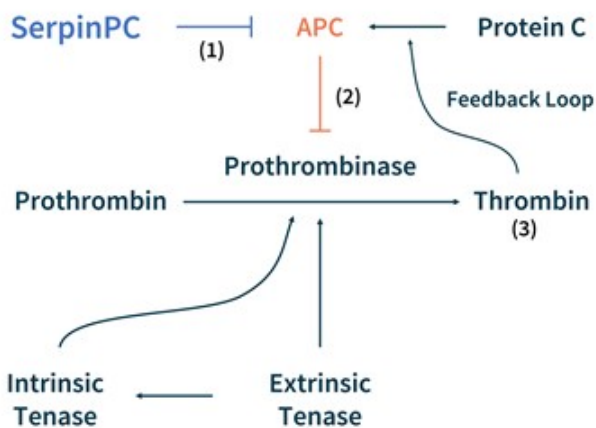 SerpinPC
(1)
APC
Protein C
(2)
Feedback Loop
Prothrombinase
Prothrombin
Thrombin
(3)
Intrinsic
Tenase
Extrinsic
Tenase